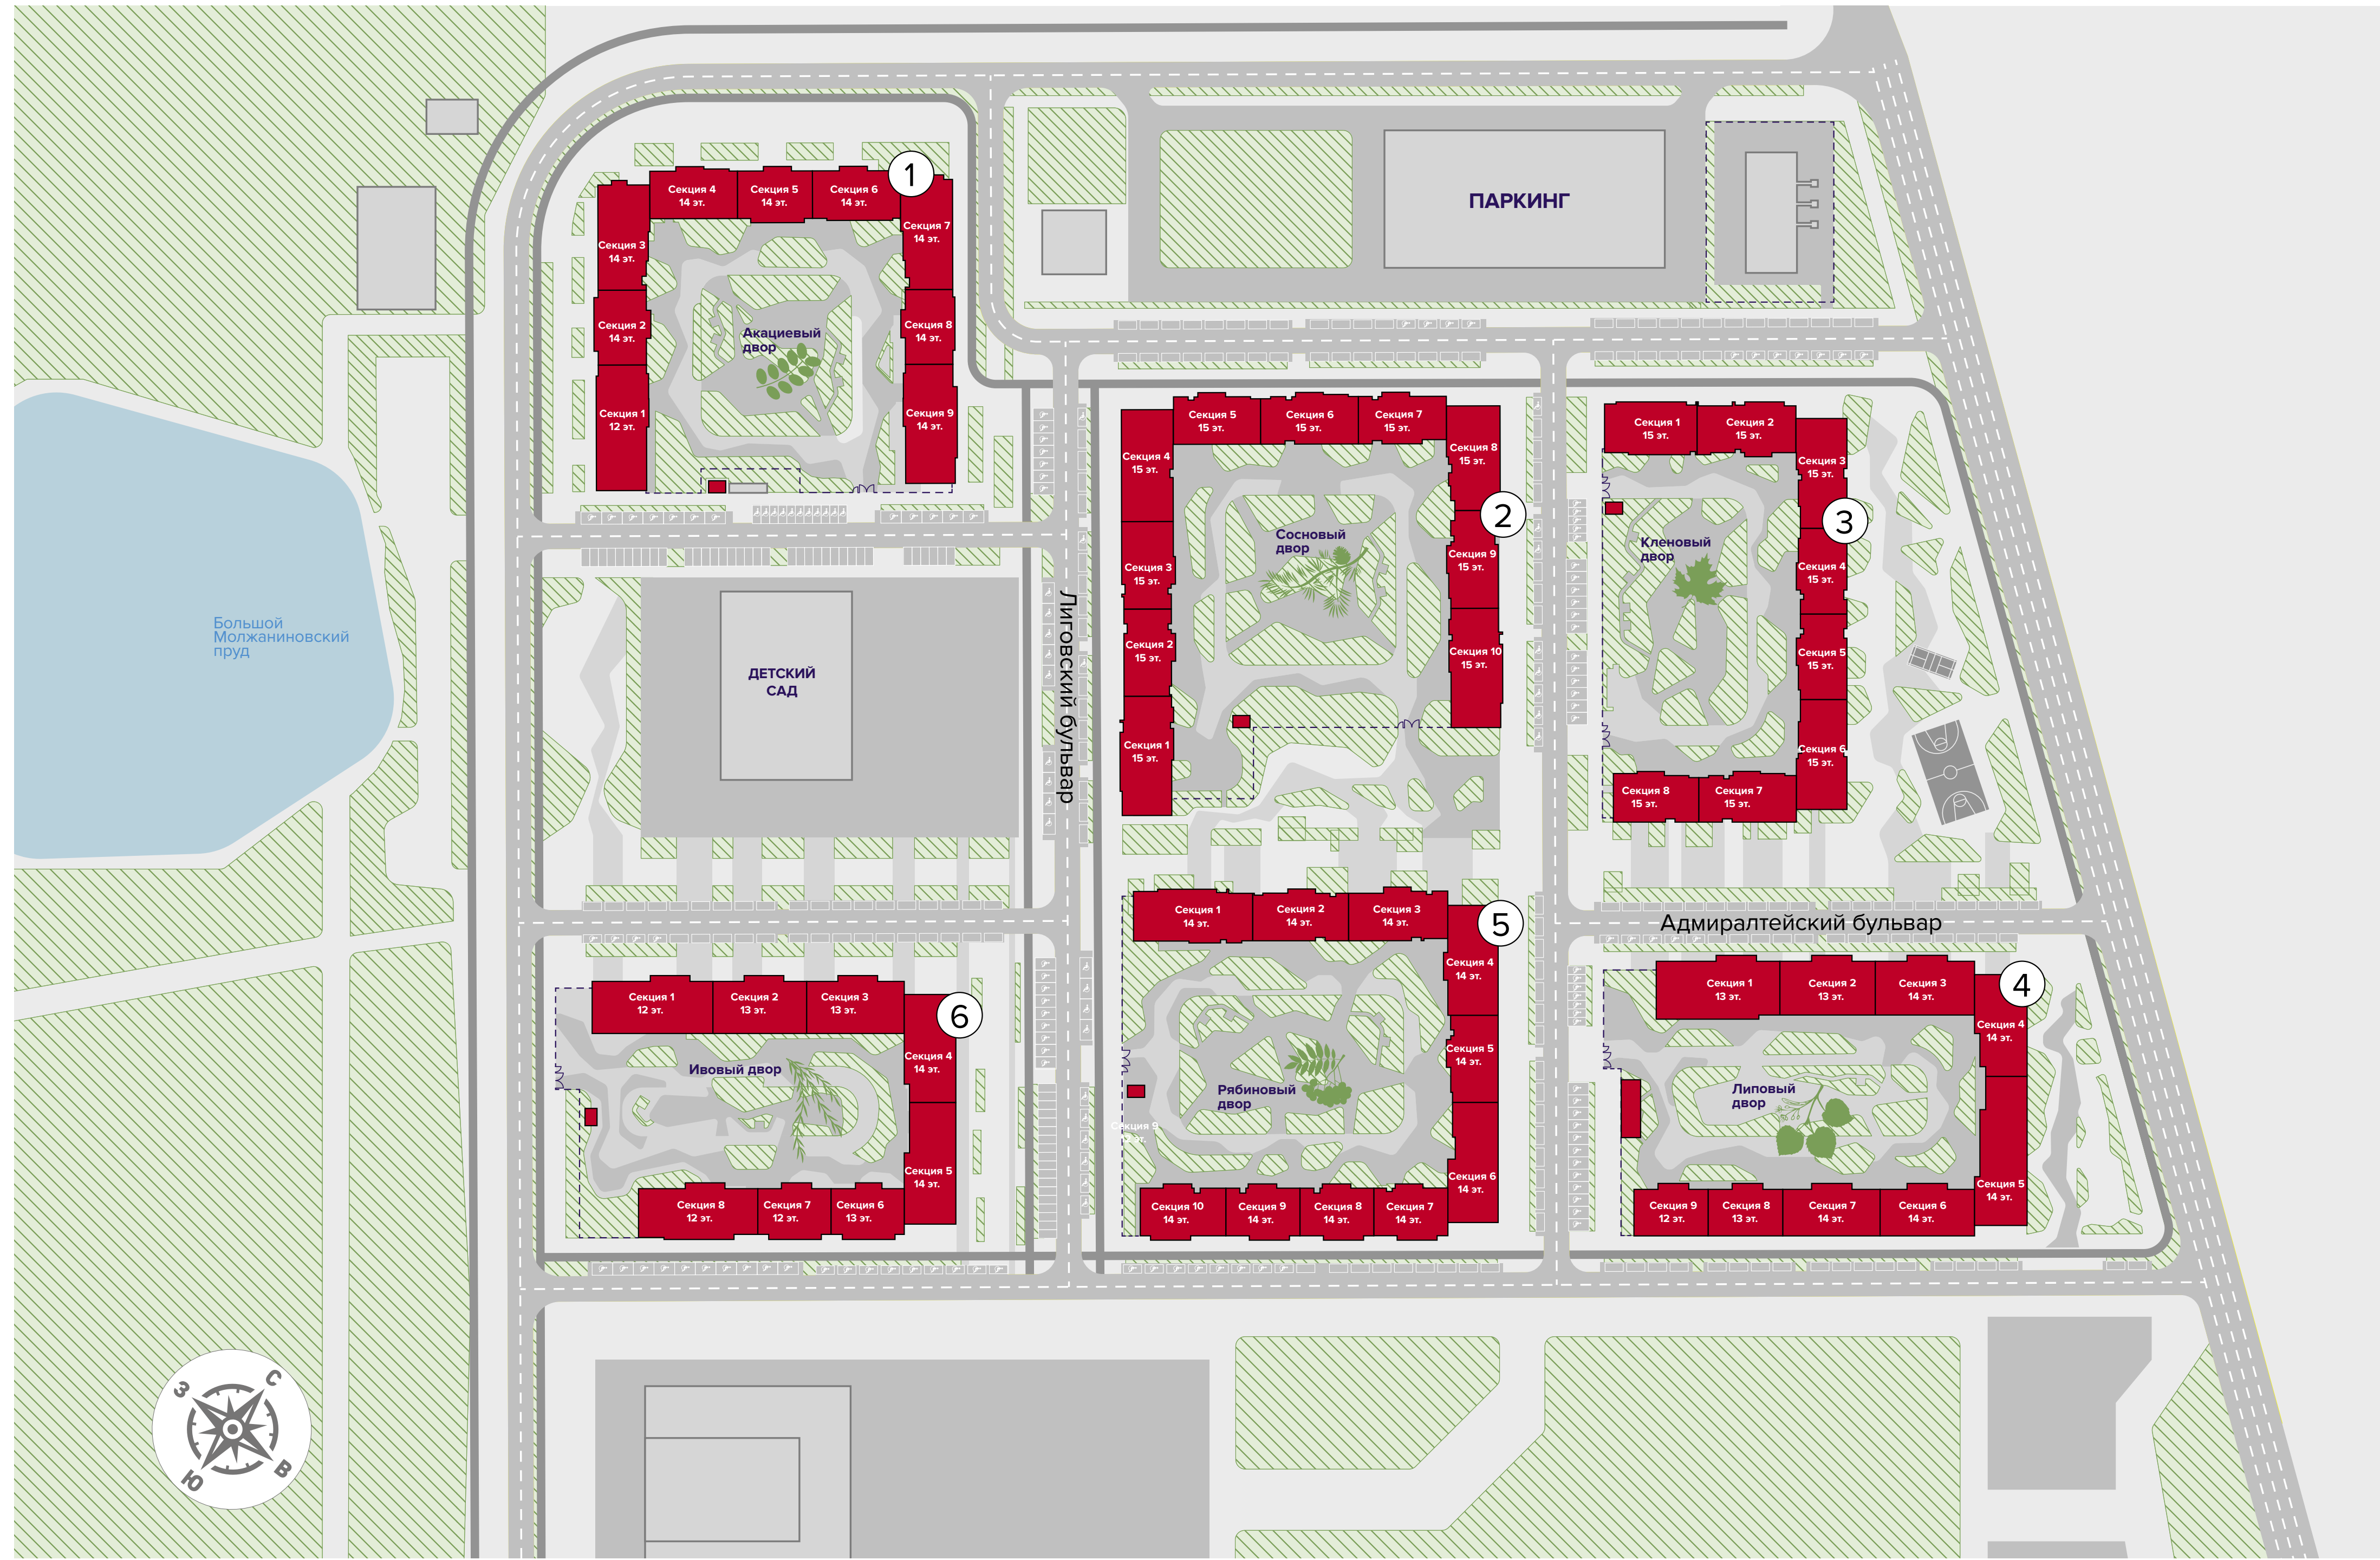 1
Секция 4
14 эт.
Секция 5
14 эт.
Секция 6
14 эт.
Секция 3
14 эт.
Секция 7
14 эт.
Секция 2
14 эт.
Секция 8
14 эт.
Секция 1
12 эт.
Секция 9
14 эт.
Акациевый
двор
ПАРКИНГ
2
Секция 5
15 эт.
Секция 6
15 эт.
Секция 7
15 эт.
Секция 4
15 эт.
Секция 8
15 эт.
Секция 3
15 эт.
Секция 9
15 эт.
Секция 2
15 эт.
Секция 10
15 эт.
Секция 1
15 эт.
Сосновый
двор
3
Секция 1
15 эт.
Секция 2
15 эт.
Секция 3
15 эт.
Секция 4
15 эт.
Секция 5
15 эт.
Секция 6
15 эт.
Секция 8
15 эт.
Секция 7
15 эт.
Кленовый
двор
Большой
Молжаниновский
пруд
ДЕТСКИЙ
САД
Лиговский бульвар
Адмиралтейский бульвар
6
Секция 1
12 эт.
Секция 2
13 эт.
Секция 3
13 эт.
Секция 4
14 эт.
Секция 5
14 эт.
Секция 8
12 эт.
Секция 7
12 эт.
Секция 6
13 эт.
Ивовый двор
5
Секция 1
14 эт.
Секция 2
14 эт.
Секция 3
14 эт.
Секция 4
14 эт.
Секция 5
14 эт.
Секция 6
14 эт.
Секция 9
12 эт.
Секция 10
14 эт.
Секция 9
14 эт.
Секция 8
14 эт.
Секция 7
14 эт.
Рябиновый
двор
4
Секция 1
13 эт.
Секция 2
13 эт.
Секция 3
14 эт.
Секция 4
14 эт.
Секция 5
14 эт.
Секция 9
12 эт.
Секция 8
13 эт.
Секция 7
14 эт.
Секция 6
14 эт.
Липовый
двор
З
С
Ю
В